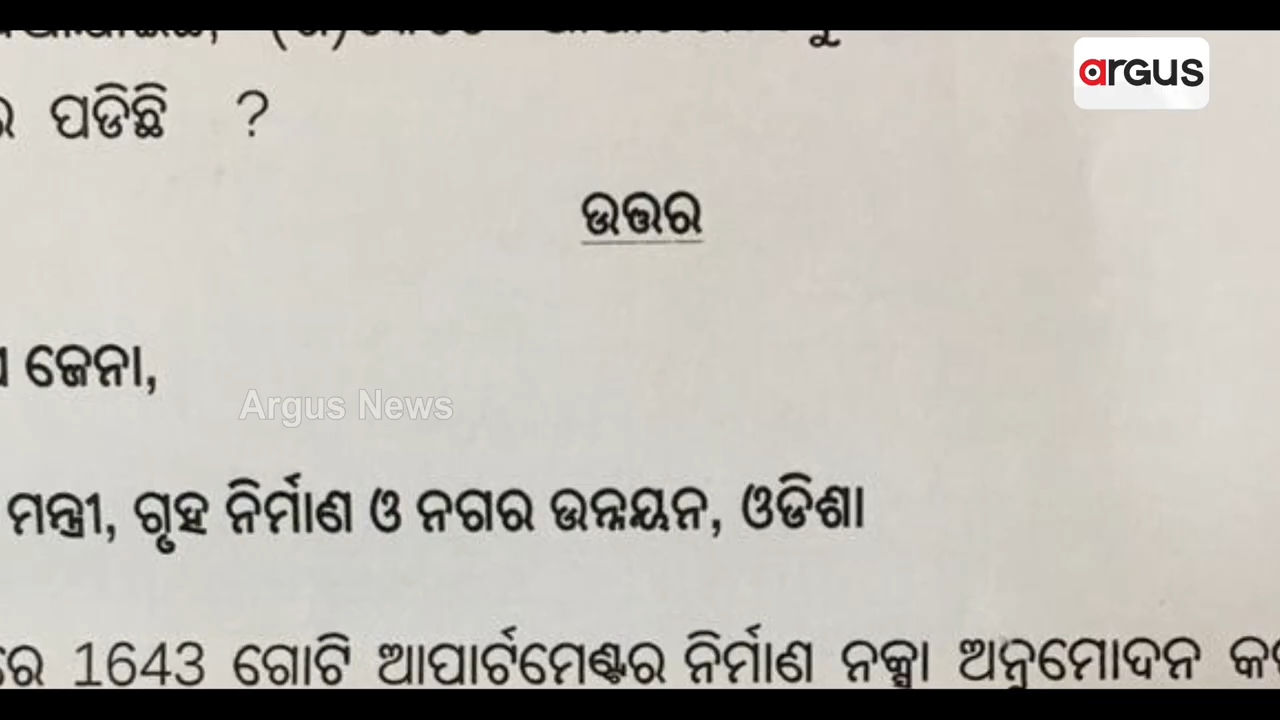 argus
ପଡିଛି ?
ଉତ୍ତର
ଜେନା,
Argus News
ମନ୍ତ୍ରୀ, ଗୃହ ନିର୍ମାଣ ଓ ନଗର ଉନ୍ନୟନ, ଓଡିଶା
ରେ 1643 ଗୋଟି ଆପାର୍ଟମେଣ୍ଟର ନିର୍ମାଣ ନକ୍ସା ଅନୁମୋଦନ